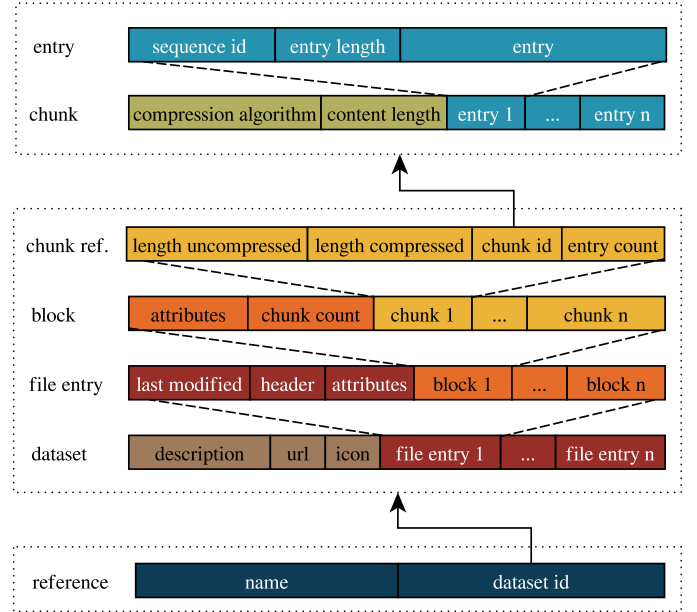 entry sequence id entry length entry
chunk compression algorithm content length entry 1 ... entry n
chunk ref. length uncompressed length compressed chunk id entry count
block attributes chunk count chunk 1 ... chunk n
file entry last modified header attributes block 1 ... block n
dataset description url icon file entry 1 ... file entry n
reference name dataset id